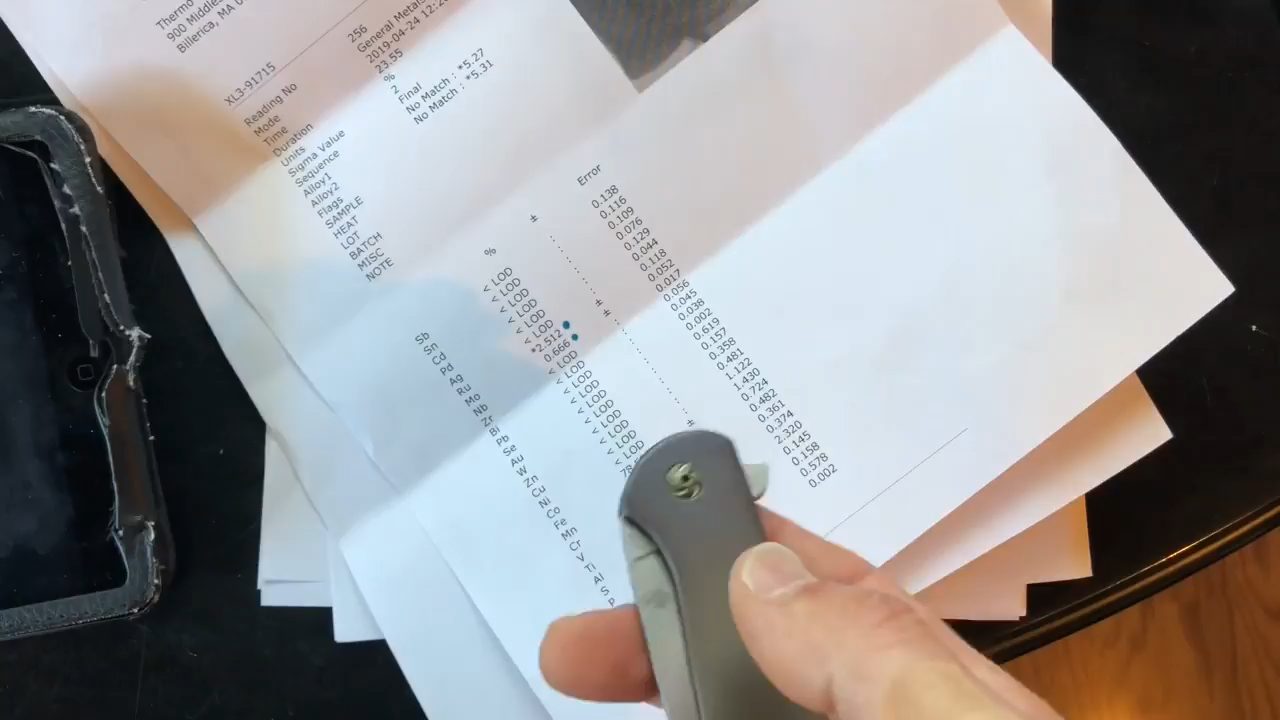 Thermo
900 Middles
Billerica, MA 0
XL3-91715
Reading No 256
Mode General Metal
Time 2019-04-24 12:2
Duration 23.55
Units %
Sigma Value 2
Sequence Final
Alloy1 No Match : *5.27
Alloy2 No Match : *5.31
Flags
SAMPLE
HEAT
LOT
BATCH
MISC
NOTE
% ± Error
Sb < LOD 0.138
Sn < LOD 0.116
Cd < LOD 0.109
Pd < LOD 0.076
Ag < LOD 0.129
Ru < LOD 0.044
Mo *2.512 ± 0.118
Nb 0.666 ± 0.052
Zr < LOD 0.017
Bi < LOD 0.056
Pb < LOD 0.045
Se < LOD 0.038
Au < LOD 0.002
W < LOD 0.619
Zn < LOD 0.157
Cu 0.358
Ni 0.481
Co 1.122
Fe 1.430
Mn 0.724
Cr 0.482
V 0.361
Ti 0.374
Al 2.320
S 0.145
0.158
0.578
0.002